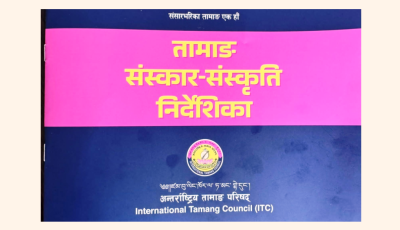 संसारभरिका तामाङ एक हौं
तामाङ
संस्कार-संस्कृति
निर्देशिका
अन्तर्राष्ट्रिय तामाङ परिषद्
International Tamang Council (ITC)